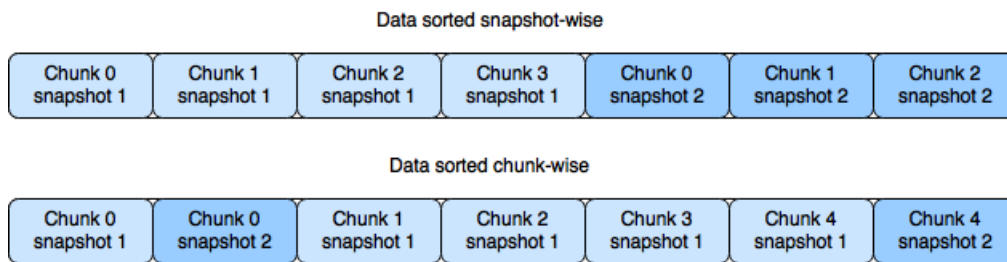 Data sorted snapshot-wise
Chunk 0 Chunk 1 Chunk 2 Chunk 3 Chunk 0 Chunk 1 Chunk 2
snapshot 1 snapshot 1 snapshot 1 snapshot 1 snapshot 2 snapshot 2 snapshot 2
Data sorted chunk-wise
Chunk 0 Chunk 0 Chunk 1 Chunk 2 Chunk 3 Chunk 4 Chunk 4
snapshot 1 snapshot 2 snapshot 1 snapshot 1 snapshot 1 snapshot 1 snapshot 2